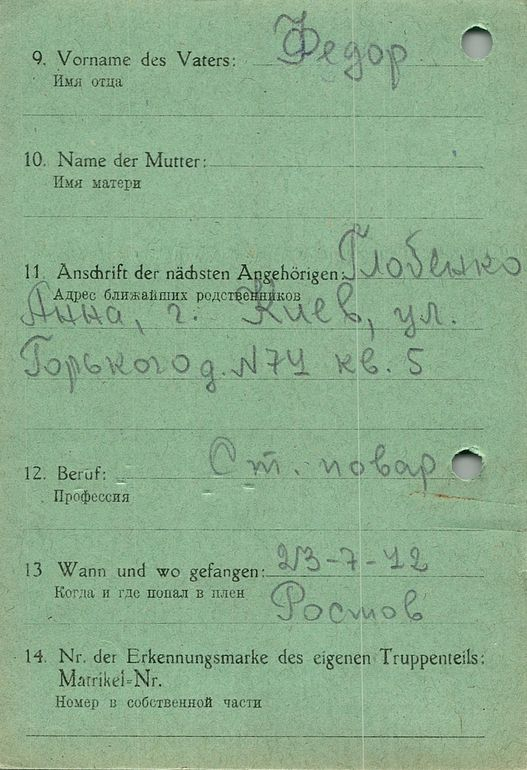 9. Vorname des Vaters: Федор
Имя отца
10. Name der Mutter:
Имя матери
11. Anschrift der nächsten Angehörigen: Глобенко
Адрес ближайших родственников
Анна, г. Киев, ул.
Горького д. N74 кв. 5
12. Beruf: Ст. повар
Профессия
13 Wann und wo gefangen: 23-7-42
Когда и где попал в плен Ростов
14. Nr. der Erkennungsmarke des eigenen Truppenteils:
Matrikel-Nr.
Номер в собственной части